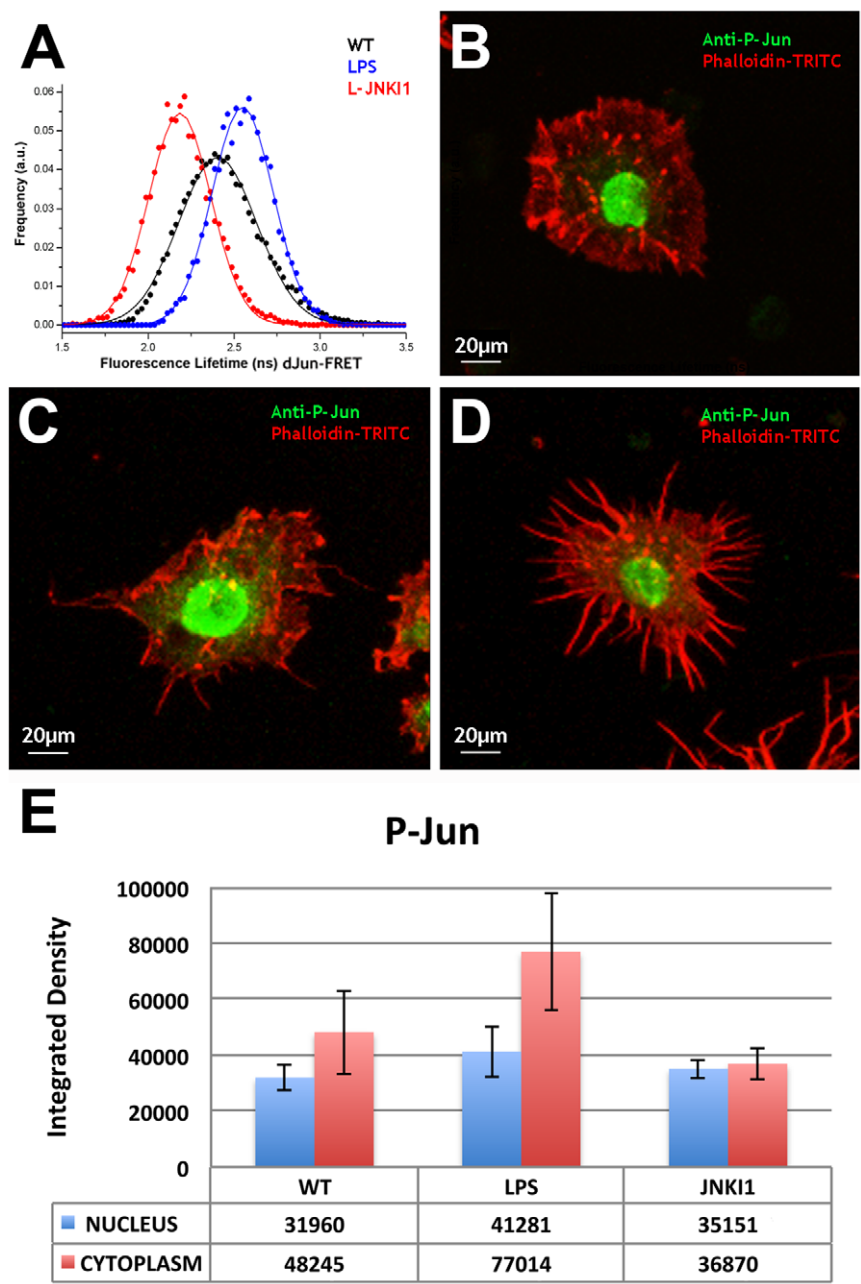 A
WT
LPS
L-JNKI1
0.06
0.05
0.04
0.03
0.02
0.01
0.00
Frequency (a.u.)
1.5 2.0 2.5 3.0 3.5
Fluorescence Lifetime (ns) dJun-FRET
B
Anti-P-Jun
Phalloidin-TRITC
20µm
C
Anti-P-Jun
Phalloidin-TRITC
20µm
D
Anti-P-Jun
Phalloidin-TRITC
20µm
E
P-Jun
Integrated Density
100000
80000
60000
40000
20000
0
WT LPS JNKI1
NUCLEUS 31960 41281 35151
CYTOPLASM 48245 77014 36870